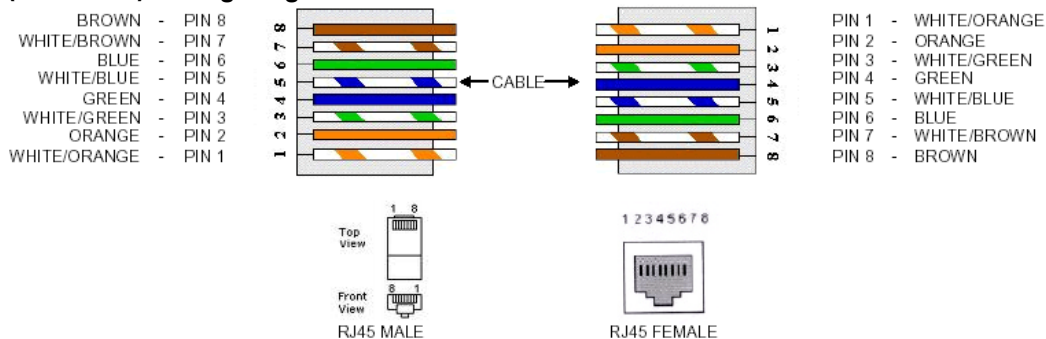 BROWN - PIN 8
WHITE/BROWN - PIN 7
BLUE - PIN 6
WHITE/BLUE - PIN 5
GREEN - PIN 4
WHITE/GREEN - PIN 3
ORANGE - PIN 2
WHITE/ORANGE - PIN 1
8
7
6
5
4
3
2
1
CABLE
1
2
3
4
5
6
7
8
PIN 1 - WHITE/ORANGE
PIN 2 - ORANGE
PIN 3 - WHITE/GREEN
PIN 4 - GREEN
PIN 5 - WHITE/BLUE
PIN 6 - BLUE
PIN 7 - WHITE/BROWN
PIN 8 - BROWN
1 8
Top
View
Front
View
8 1
RJ45 MALE
1 2 3 4 5 6 7 8
RJ45 FEMALE